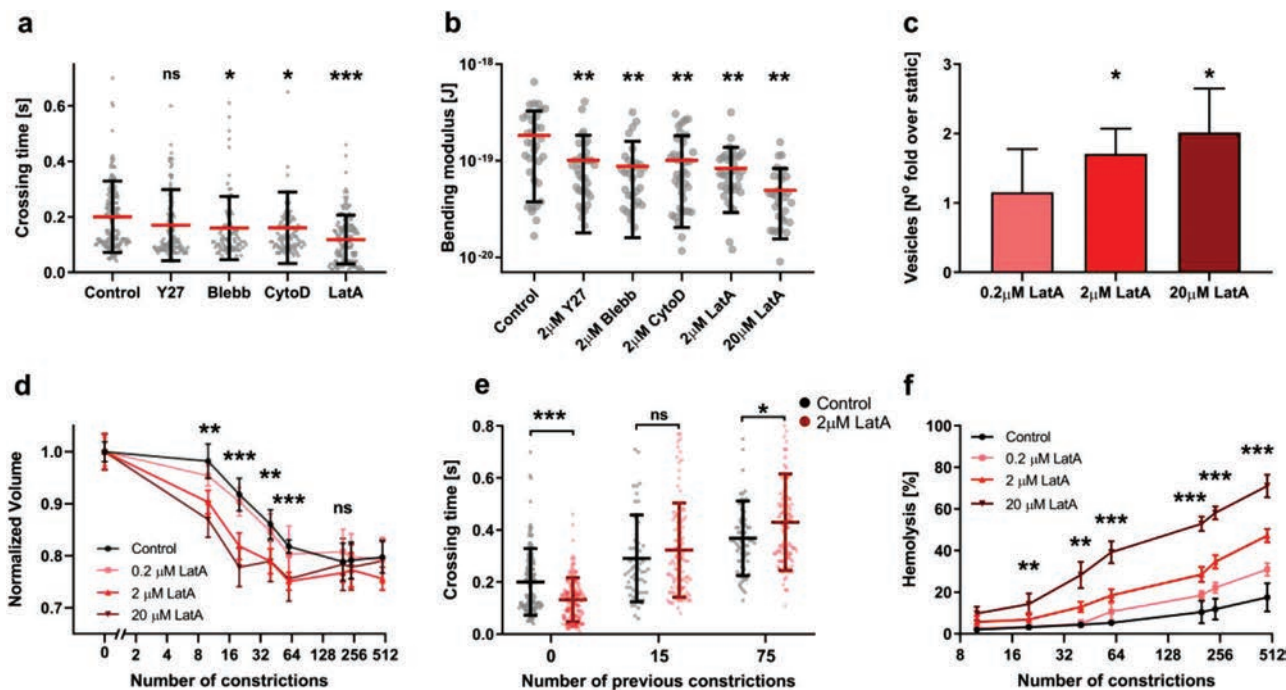 a
Crossing time [s]
0.6
0.4
0.2
0.0
ns
*
*
***
Control
Y27
Blebb
CytoD
LatA
b
Bending modulus [J]
10-18
10-19
10-20
**
**
**
**
**
Control
2μM Y27
2μM Blebb
2μM CytoD
2μM LatA
20μM LatA
c
Vesicles [Nº fold over static]
3
2
1
0
*
*
0.2μM LatA
2μM LatA
20μM LatA
d
Normalized Volume
1.0
0.9
0.8
0.7
**
***
**
***
ns
Control
0.2 μM LatA
2 μM LatA
20 μM LatA
0
2
4
8
16
32
64
128
256
512
Number of constrictions
e
Crossing time [s]
0.8
0.6
0.4
0.2
0.0
***
ns
*
Control
2μM LatA
0
15
75
Number of previous constrictions
f
Hemolysis [%]
100
80
60
40
20
0
Control
0.2 μM LatA
2 μM LatA
20 μM LatA
**
**
***
***
***
***
8
16
32
64
128
256
512
Number of constrictions